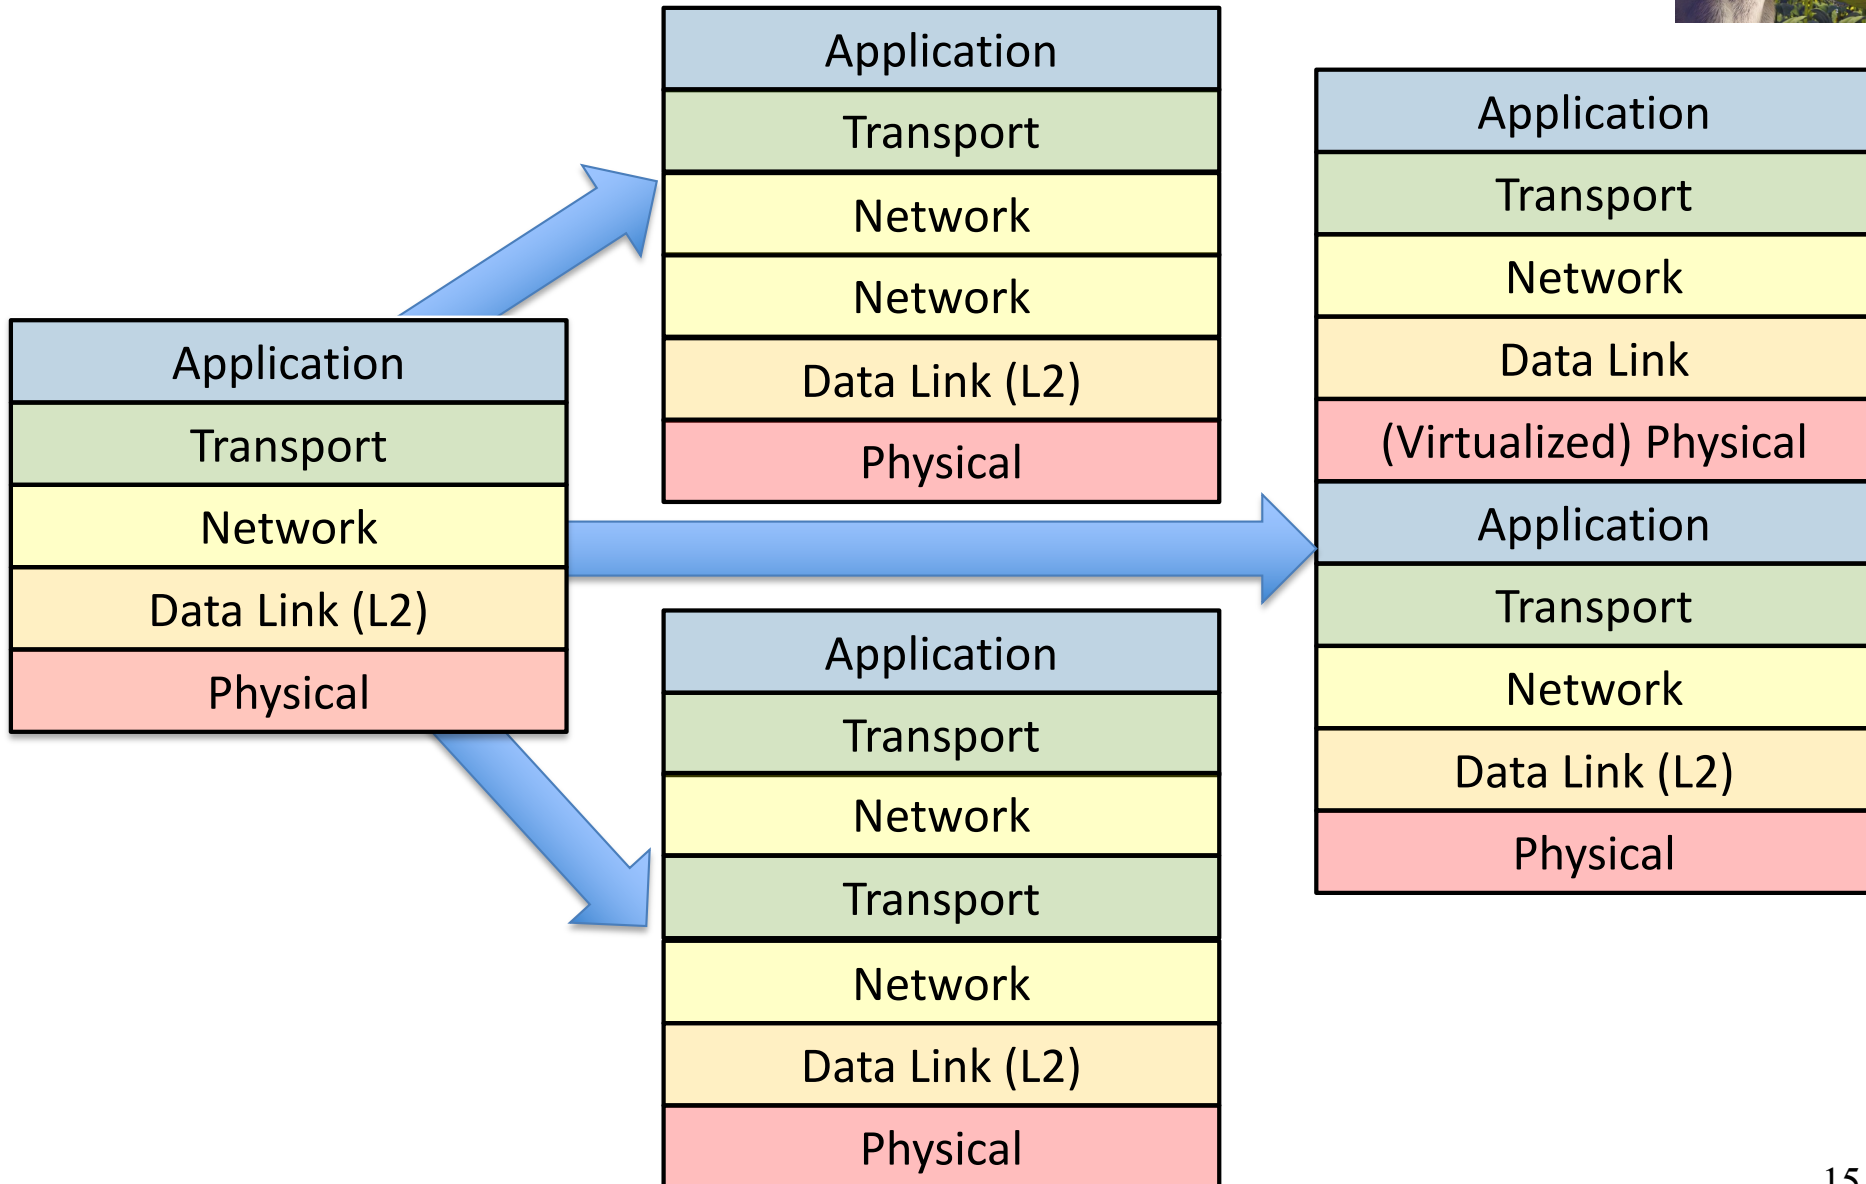 Application
Transport
Network
Data Link (L2)
Physical
Application
Transport
Network
Network
Data Link (L2)
Physical
Application
Transport
Network
Transport
Network
Data Link (L2)
Physical
Application
Transport
Network
Data Link
(Virtualized) Physical
Application
Transport
Network
Data Link (L2)
Physical
15